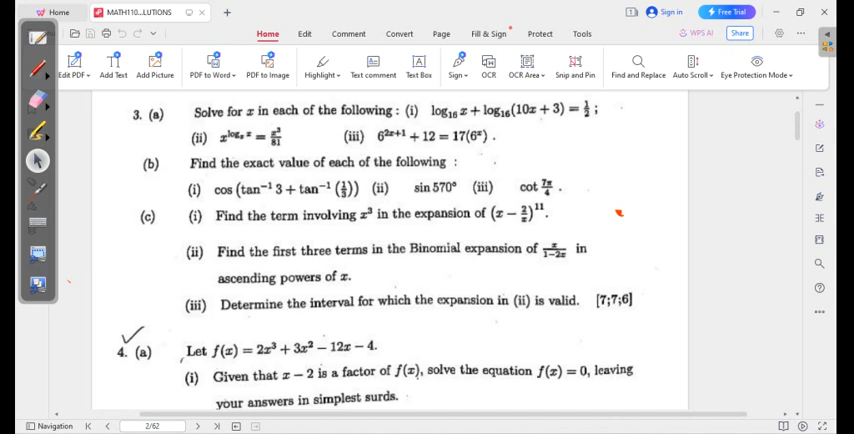 Home MATH110...LUTIONS + 1 Sign in Free Trial
Home Edit Comment Convert Page Fill & Sign Protect Tools WPS AI Share
Edit PDF Add Text Add Picture PDF to Word PDF to Image Highlight Text comment Text Box Sign OCR OCR Area Snip and Pin Find and Replace Auto Scroll Eye Protection Mode
3. (a) Solve for x in each of the following : (i) log₁₆ x + log₁₆(10x + 3) = 1/2 ;
(ii) x^(log₃ x) = x³/81 (iii) 6^(2x+1) + 12 = 17(6^x) .
(b) Find the exact value of each of the following :
(i) cos (tan⁻¹ 3 + tan⁻¹ (1/3)) (ii) sin 570° (iii) cot 7π/4 .
(c) (i) Find the term involving x³ in the expansion of (x − 2/x)¹¹.
(ii) Find the first three terms in the Binomial expansion of x/(1−2x) in
ascending powers of x.
(iii) Determine the interval for which the expansion in (ii) is valid. [7;7;6]
4. (a) Let f(x) = 2x³ + 3x² − 12x − 4.
(i) Given that x − 2 is a factor of f(x), solve the equation f(x) = 0, leaving
your answers in simplest surds.
Navigation 2/62